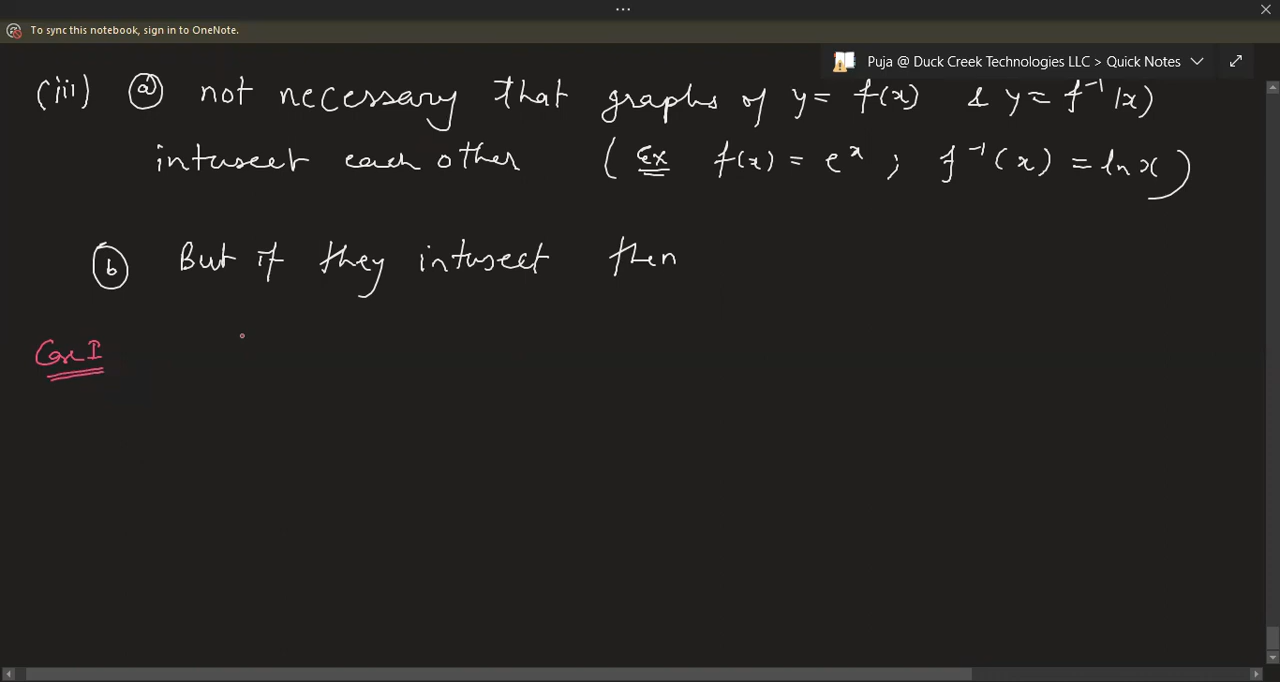 ...
To sync this notebook, sign in to OneNote.
Puja @ Duck Creek Technologies LLC > Quick Notes
(iii) ⓐ not necessary that graphs of y = f(x) & y = f⁻¹(x)
intersect each other ( Ex f(x) = eˣ ; f⁻¹(x) = ln x )
ⓑ But if they intersect then
Case I